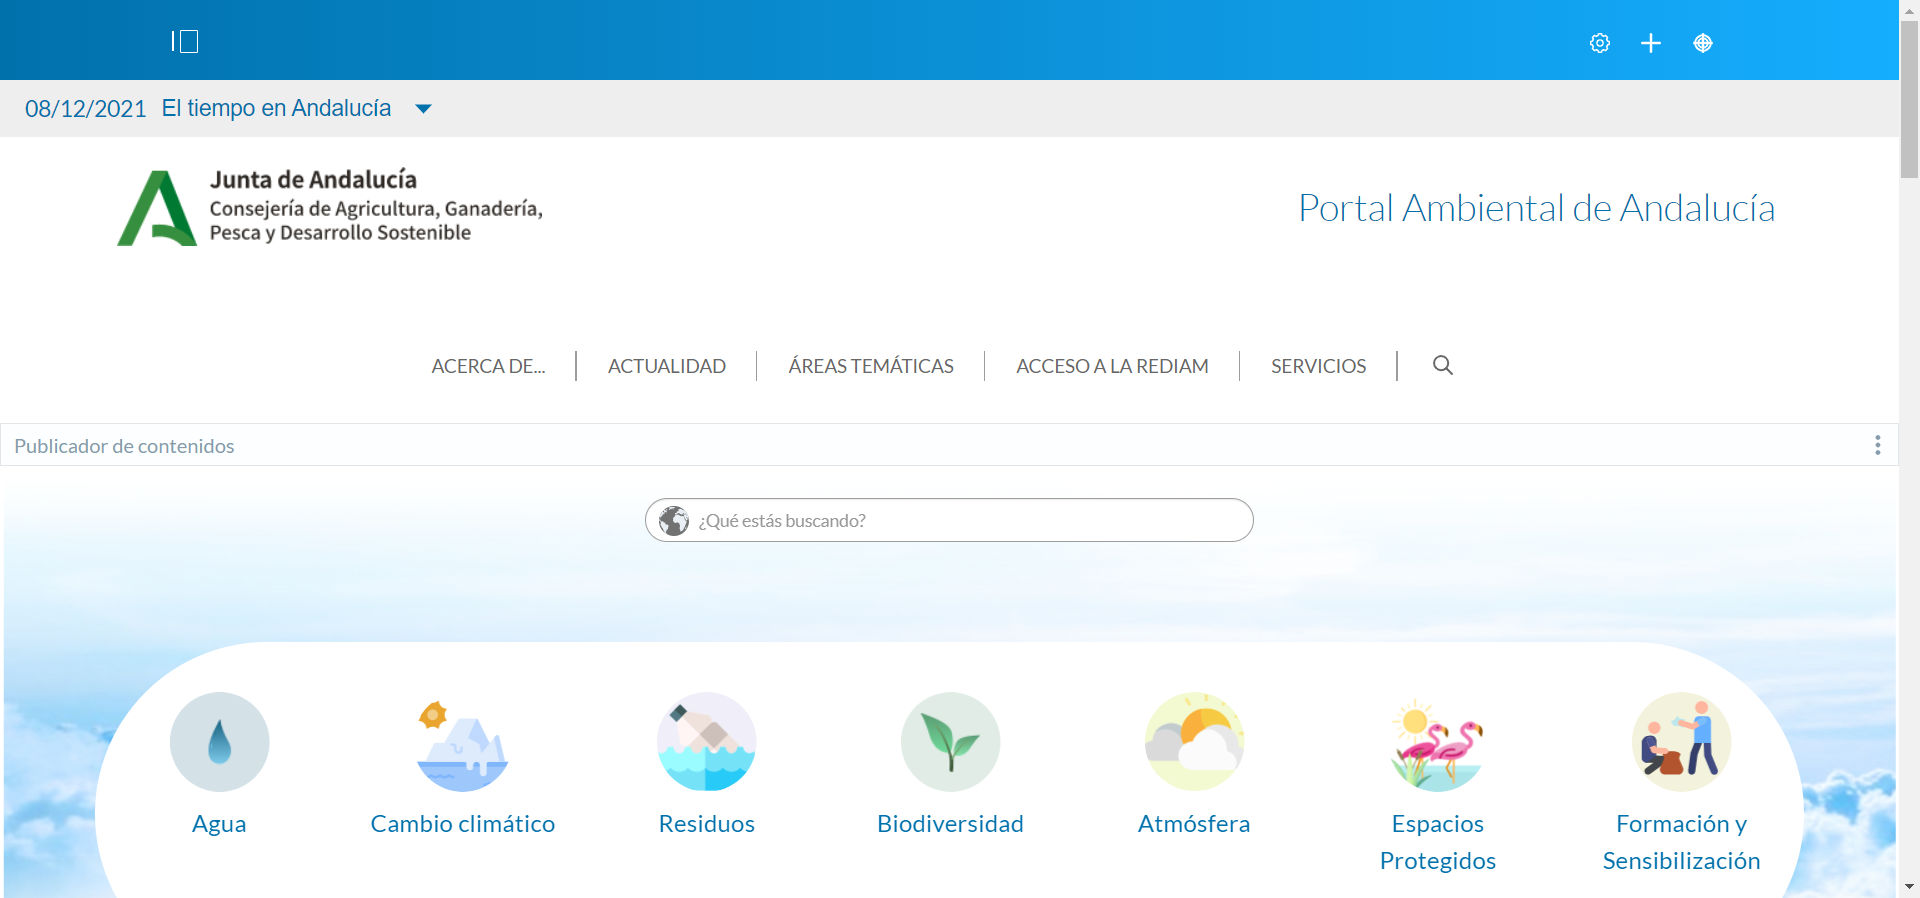 08/12/2021 El tiempo en Andalucía
Junta de Andalucía
Consejería de Agricultura, Ganadería,
Pesca y Desarrollo Sostenible
Portal Ambiental de Andalucía
ACERCA DE... ACTUALIDAD ÁREAS TEMÁTICAS ACCESO A LA REDIAM SERVICIOS
Publicador de contenidos
¿Qué estás buscando?
Agua
Cambio climático
Residuos
Biodiversidad
Atmósfera
Espacios
Protegidos
Formación y
Sensibilización